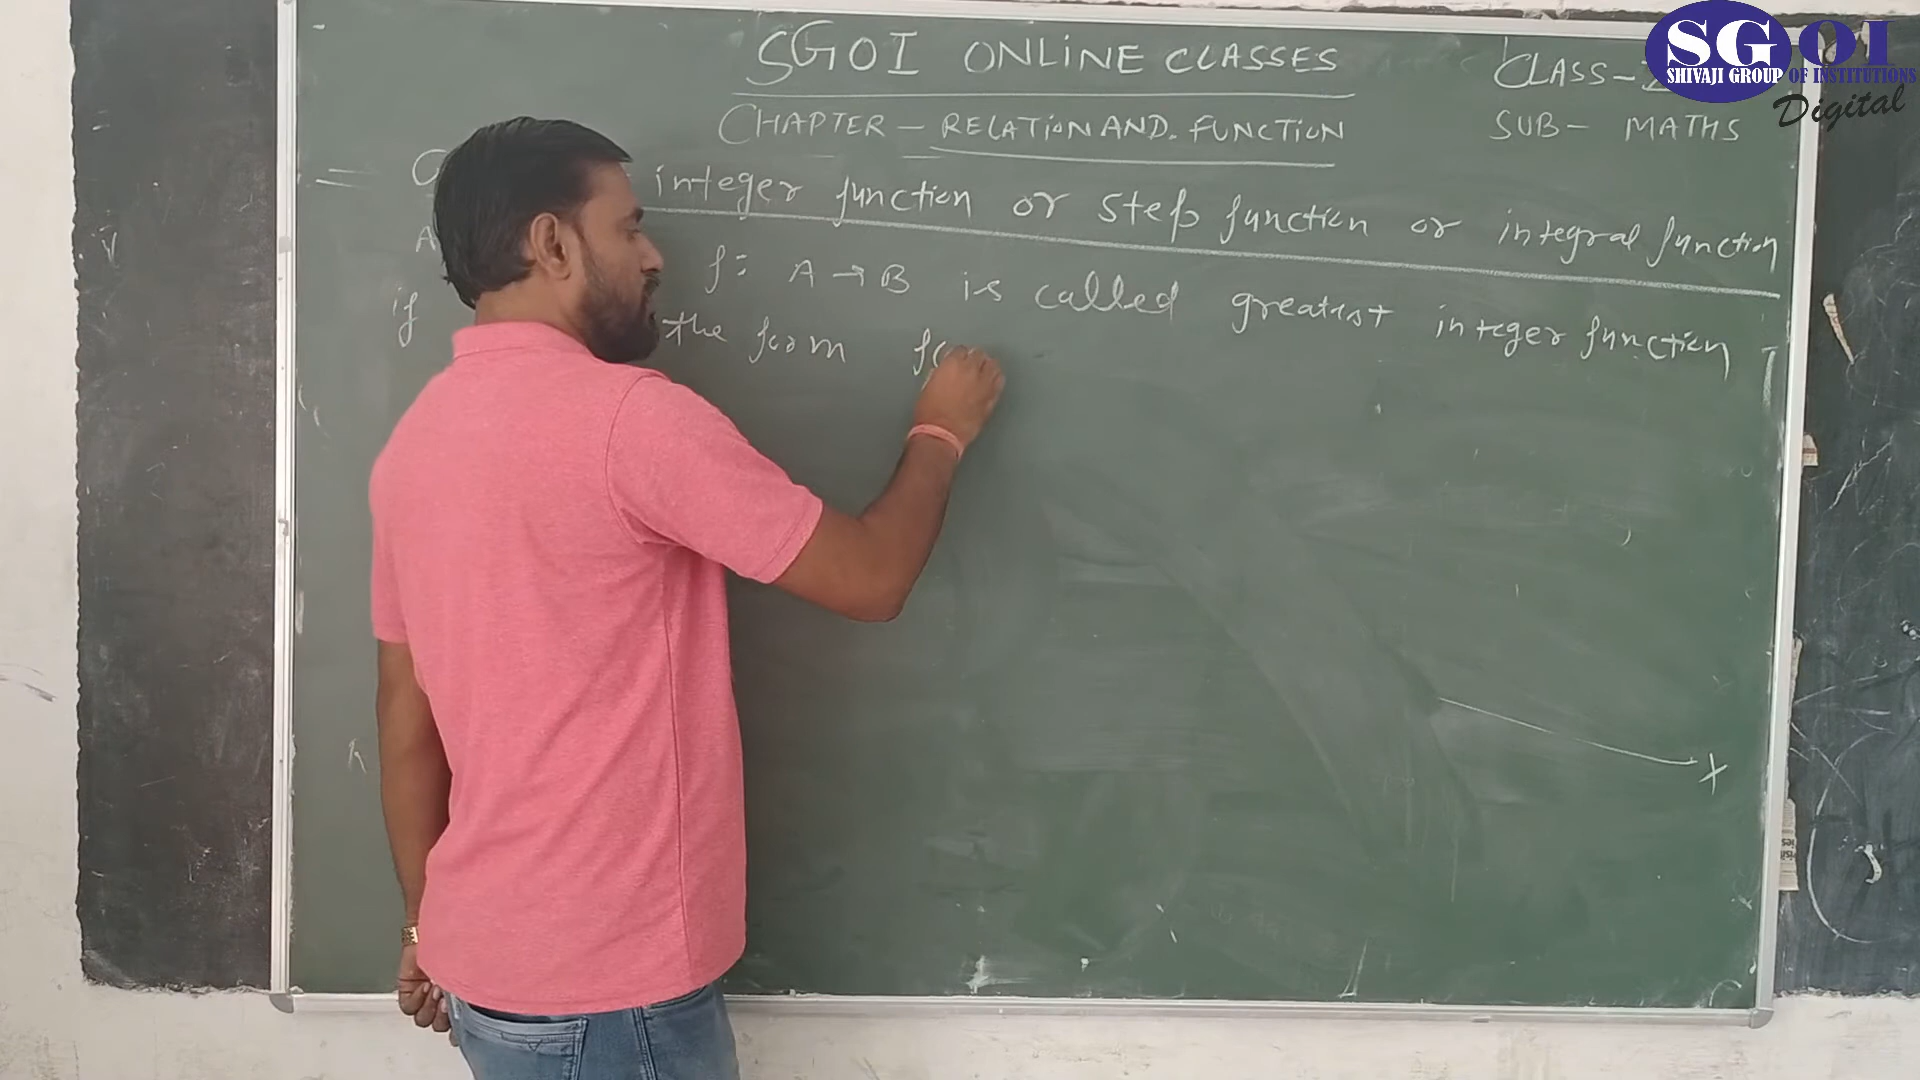 SGOI ONLINE CLASSES
CLASS-
SGOI
SHIVAJI GROUP OF INSTITUTIONS
Digital
CHAPTER - RELATION AND. FUNCTION
SUB- MATHS
= G integer function or step function or integral function
A f: A → B is called greatest integer function
if the form f(
X